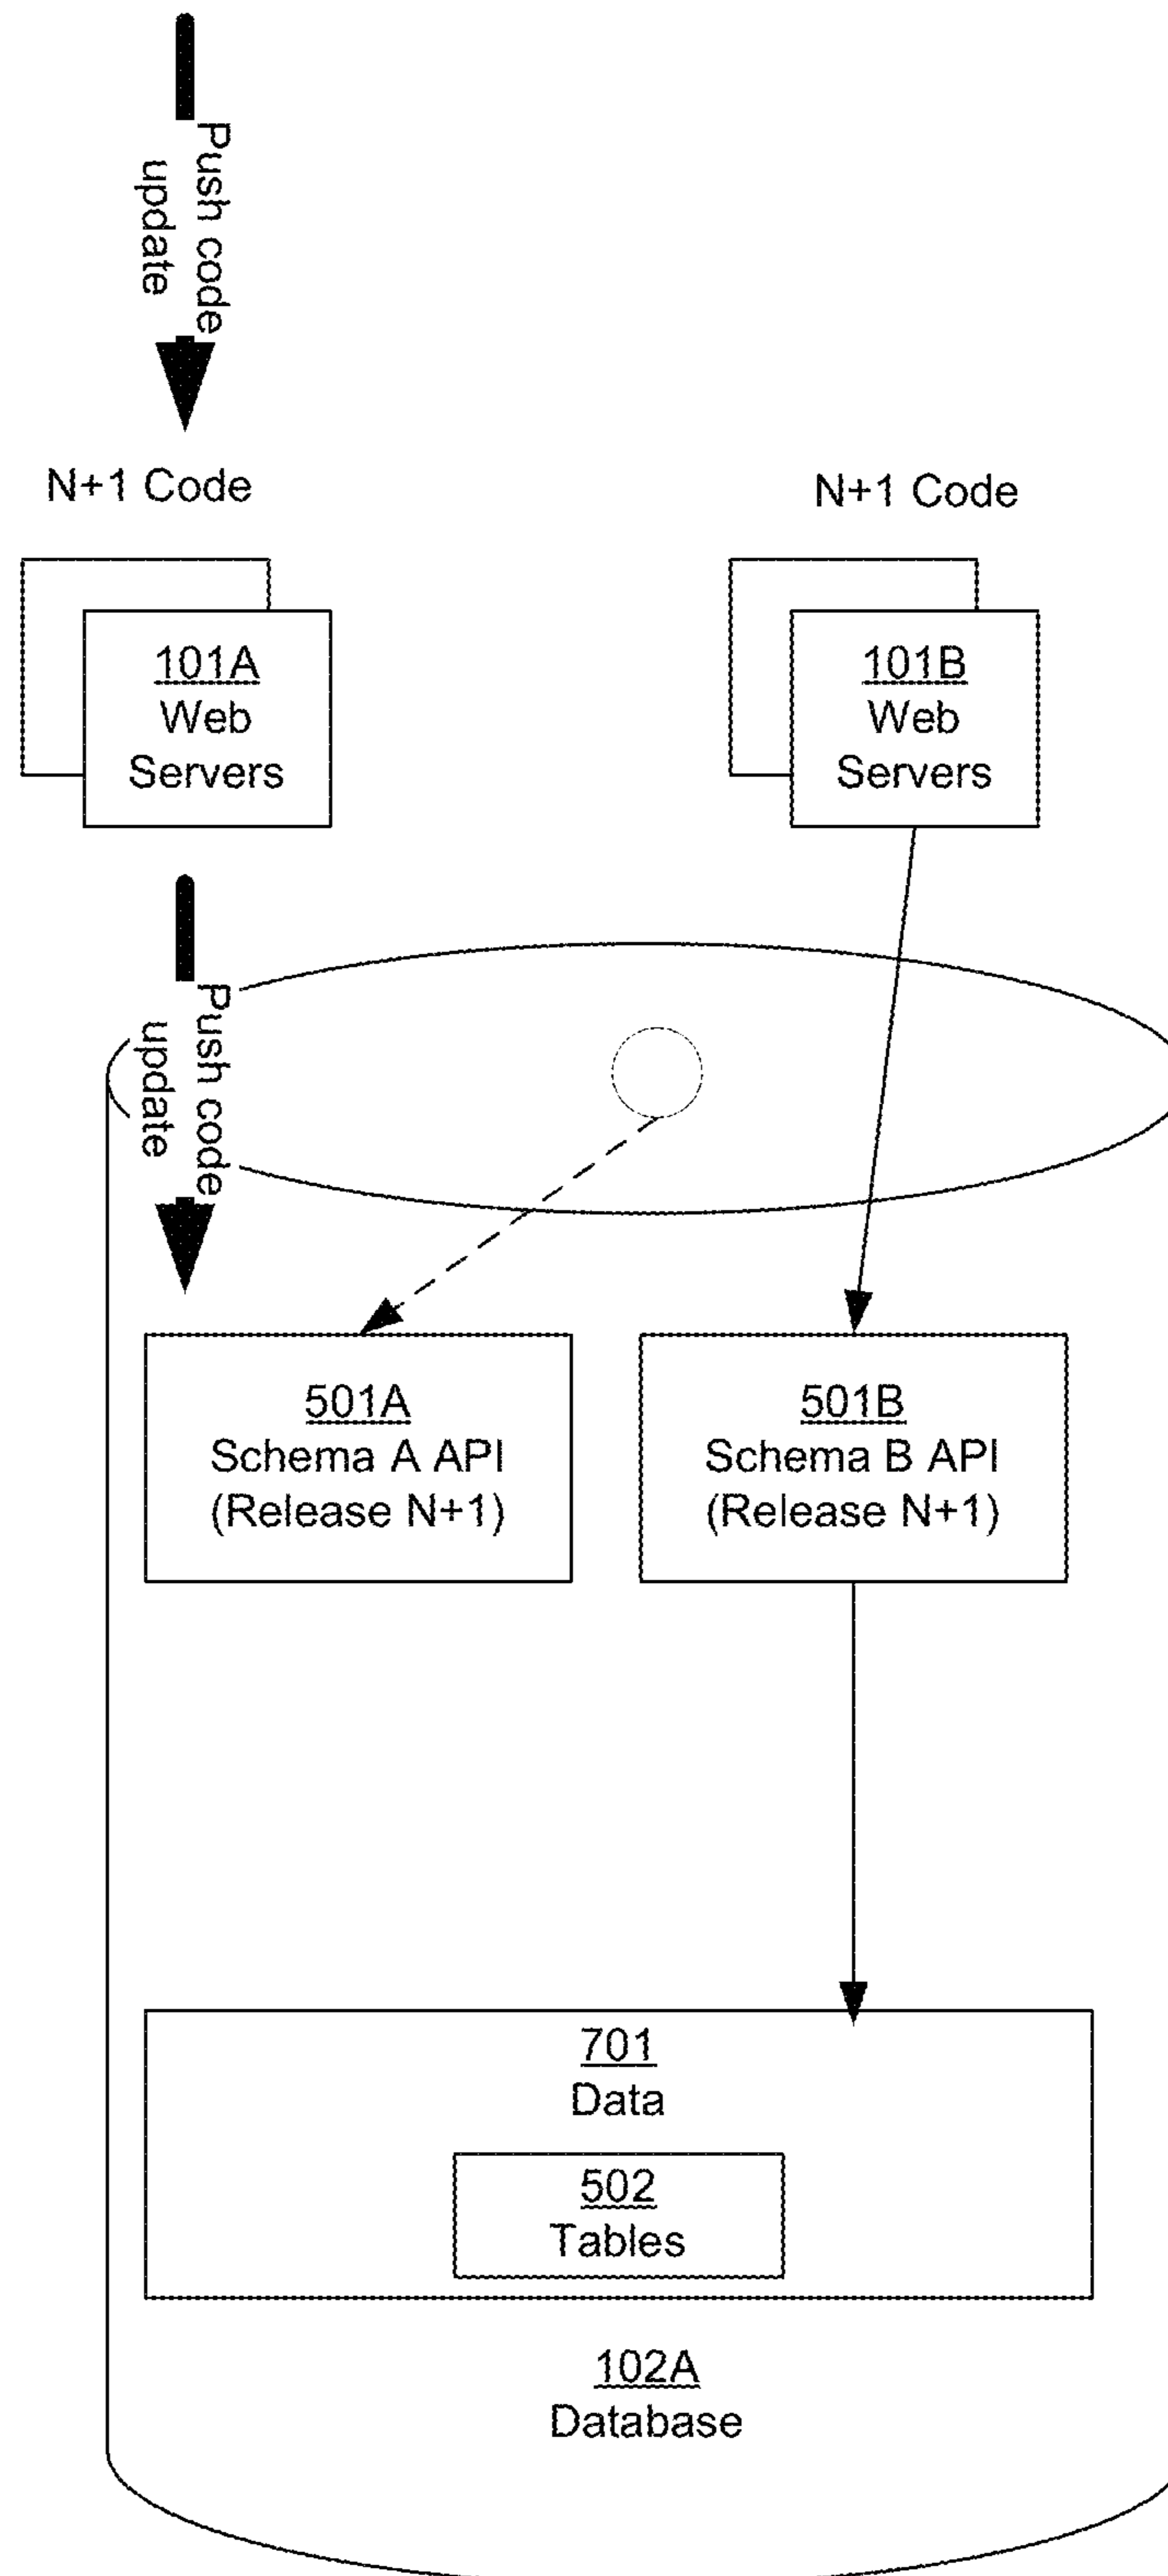 Push code
update
N+1 Code
N+1 Code
101A
Web
Servers
101B
Web
Servers
Push code
update
501A
Schema A API
(Release N+1)
501B
Schema B API
(Release N+1)
701
Data
502
Tables
102A
Database